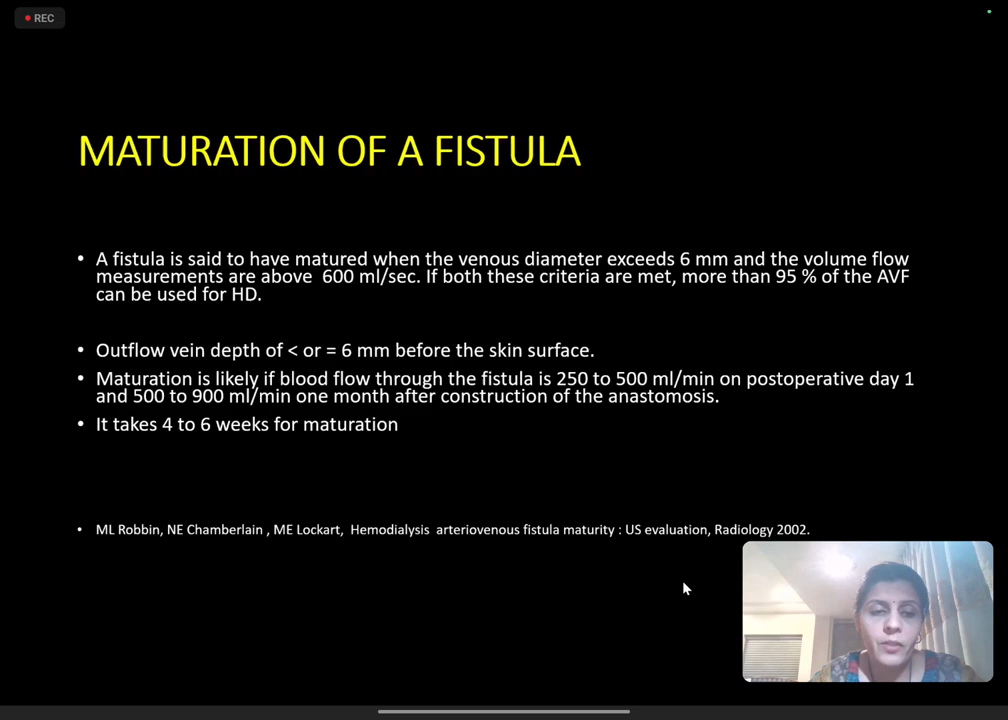 REC
MATURATION OF A FISTULA
• A fistula is said to have matured when the venous diameter exceeds 6 mm and the volume flow
measurements are above 600 ml/sec. If both these criteria are met, more than 95 % of the AVF
can be used for HD.
• Outflow vein depth of < or = 6 mm before the skin surface.
• Maturation is likely if blood flow through the fistula is 250 to 500 ml/min on postoperative day 1
and 500 to 900 ml/min one month after construction of the anastomosis.
• It takes 4 to 6 weeks for maturation
• ML Robbin, NE Chamberlain , ME Lockart, Hemodialysis arteriovenous fistula maturity : US evaluation, Radiology 2002.